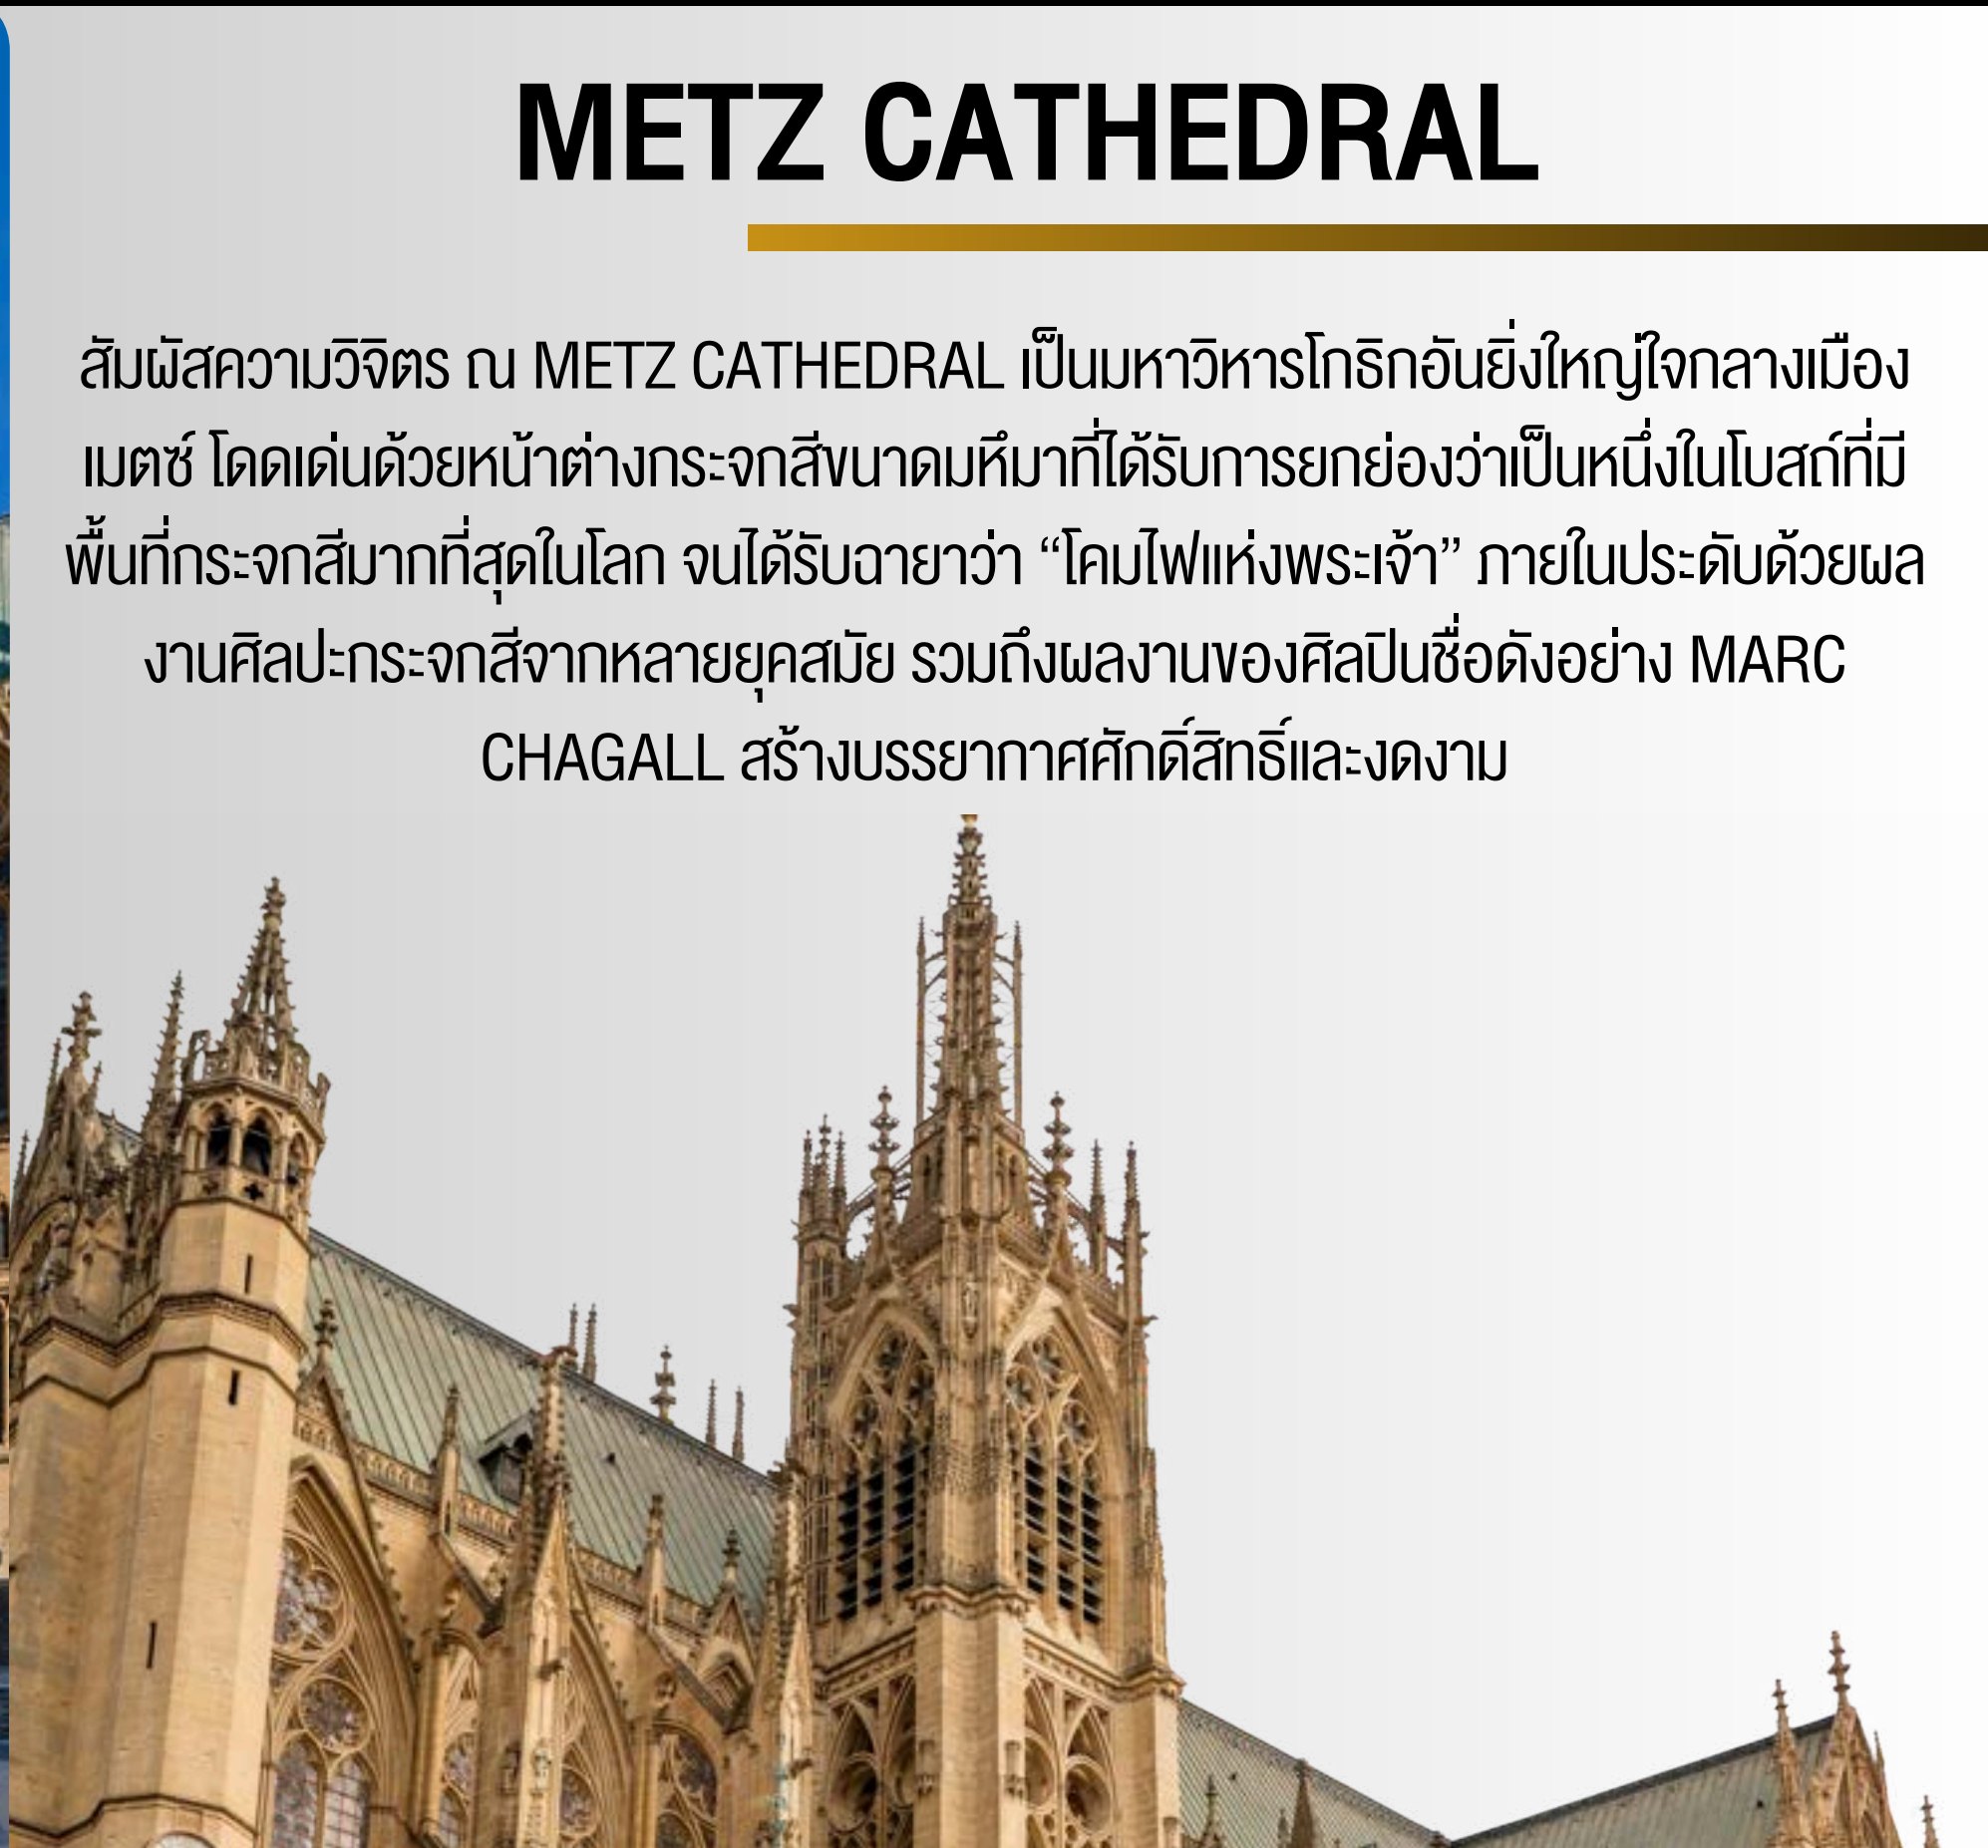 METZ CATHEDRAL
สัมผัสความวิจิตร ณ METZ CATHEDRAL เป็นมหาวิหารโกธิกอันยิ่งใหญ่ใจกลางเมือง
เมตซ์ โดดเด่นด้วยหน้าต่างกระจกสีขนาดมหึมาที่ได้รับการยกย่องว่าเป็นหนึ่งในโบสถ์ที่มี
พื้นที่กระจกสีมากที่สุดในโลก จนได้รับฉายาว่า “โคมไฟแห่งพระเจ้า” ภายในประดับด้วยผล
งานศิลปะกระจกสีจากหลายยุคสมัย รวมถึงผลงานของศิลปินชื่อดังอย่าง MARC
CHAGALL สร้างบรรยากาศศักดิ์สิทธิ์และงดงาม